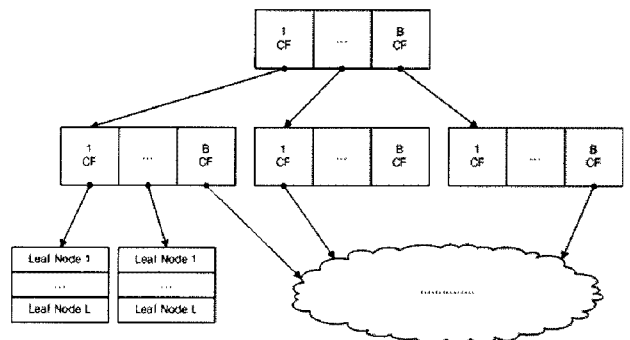 1 ... B
CF CF
1 ... B 1 ... B 1 ... B
CF CF CF CF CF CF
Leaf Node 1 Leaf Node 1
... ...
Leaf Node L Leaf Node L
.............